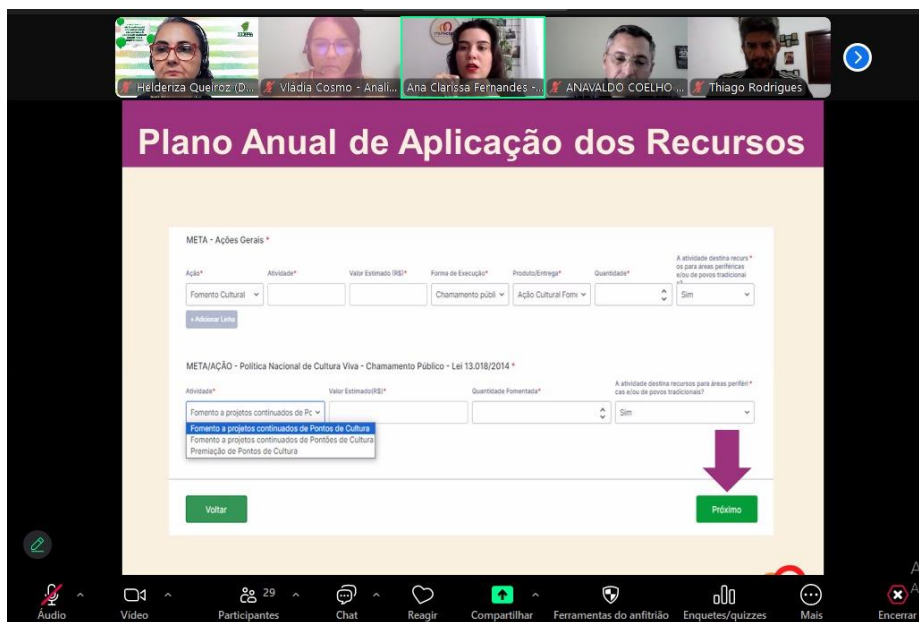 Helderiza Queiroz (D...
Vládia Cosmo - Anali...
Ana Clarissa Fernandes -...
ANAVALDO COELHO ...
Thiago Rodrigues
Plano Anual de Aplicação dos Recursos
META - Ações Gerais *
Ação*
Atividade*
Valor Estimado (R$)*
Forma de Execução*
Produto/Entrega*
Quantidade*
A atividade destina recurs *
os para áreas periféricas
e/ou de povos tradicionai
s?
Fomento Cultural
Chamamento públi
Ação Cultural Fom
Sim
+ Adicionar Linha
META/AÇÃO - Política Nacional de Cultura Viva - Chamamento Público - Lei 13.018/2014 *
Atividade*
Valor Estimado(R$)*
Quantidade Fomentada*
A atividade destina recursos para áreas periféri *
cas e/ou de povos tradicionais?
Fomento a projetos continuados de Pc
Sim
Fomento a projetos continuados de Pontos de Cultura
Fomento a projetos continuados de Pontões de Cultura
Premiação de Pontos de Cultura
Voltar
Próximo
Áudio
Vídeo
29
Participantes
Chat
Reagir
Compartilhar
Ferramentas do anfitrião
Enquetes/quizzes
Mais
Encerrar